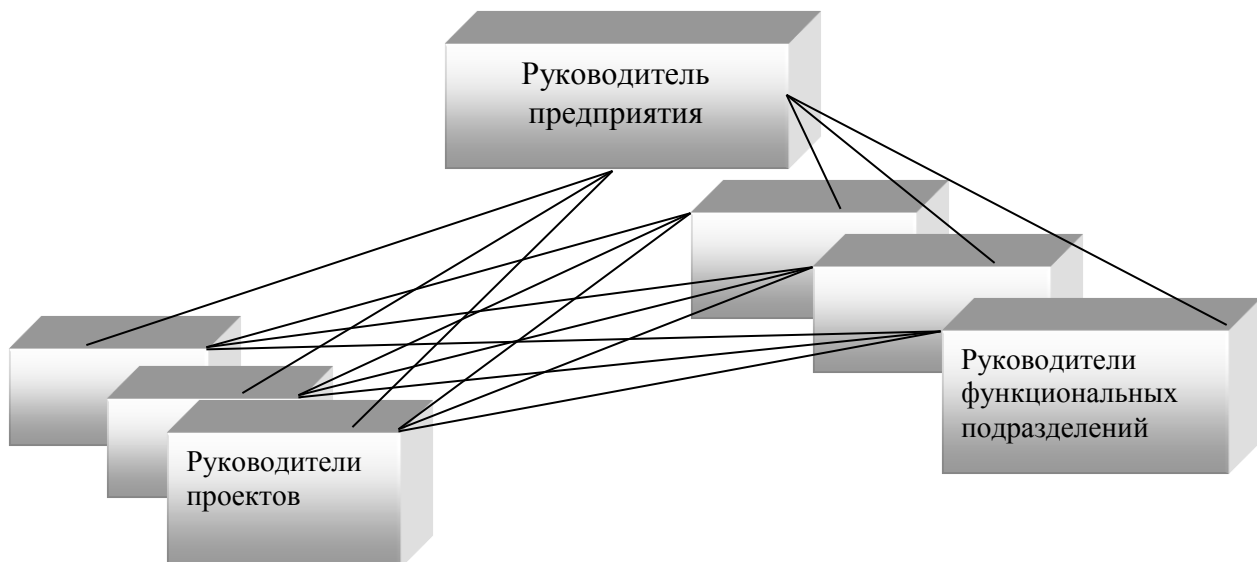 Руководитель
предприятия
Руководители
функциональных
подразделений
Руководители
проектов